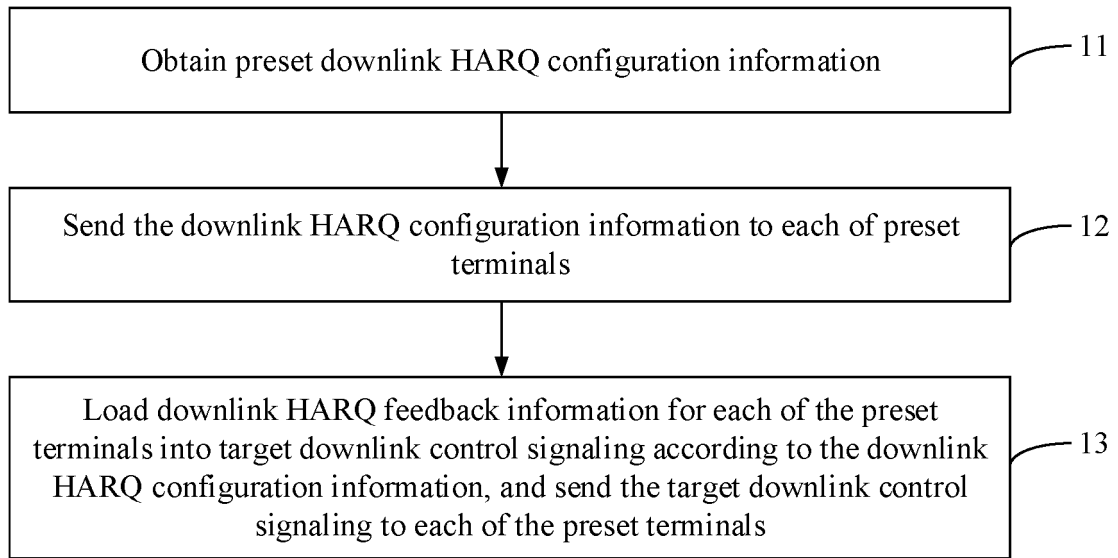 Obtain preset downlink HARQ configuration information
11
Send the downlink HARQ configuration information to each of preset
terminals
12
Load downlink HARQ feedback information for each of the preset
terminals into target downlink control signaling according to the downlink
HARQ configuration information, and send the target downlink control
signaling to each of the preset terminals
13